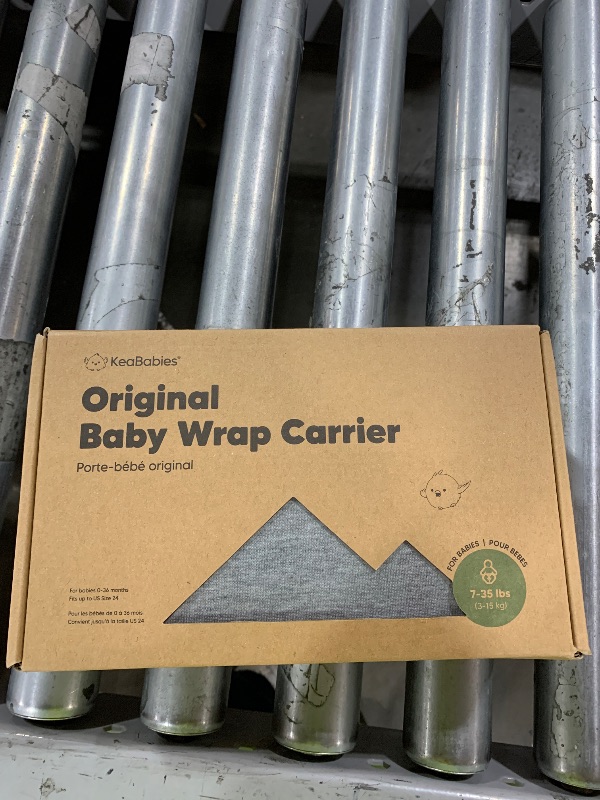 KeaBabies®
Original
Baby Wrap Carrier
Porte-bébé original
FOR BABIES | POUR BÉBÉS
7-35 lbs
(3-15 kg)
For babies 0-36 months
Fits up to US Size 24
Pour les bébés de 0 à 36 mois
Convient jusqu'à la taille US 24